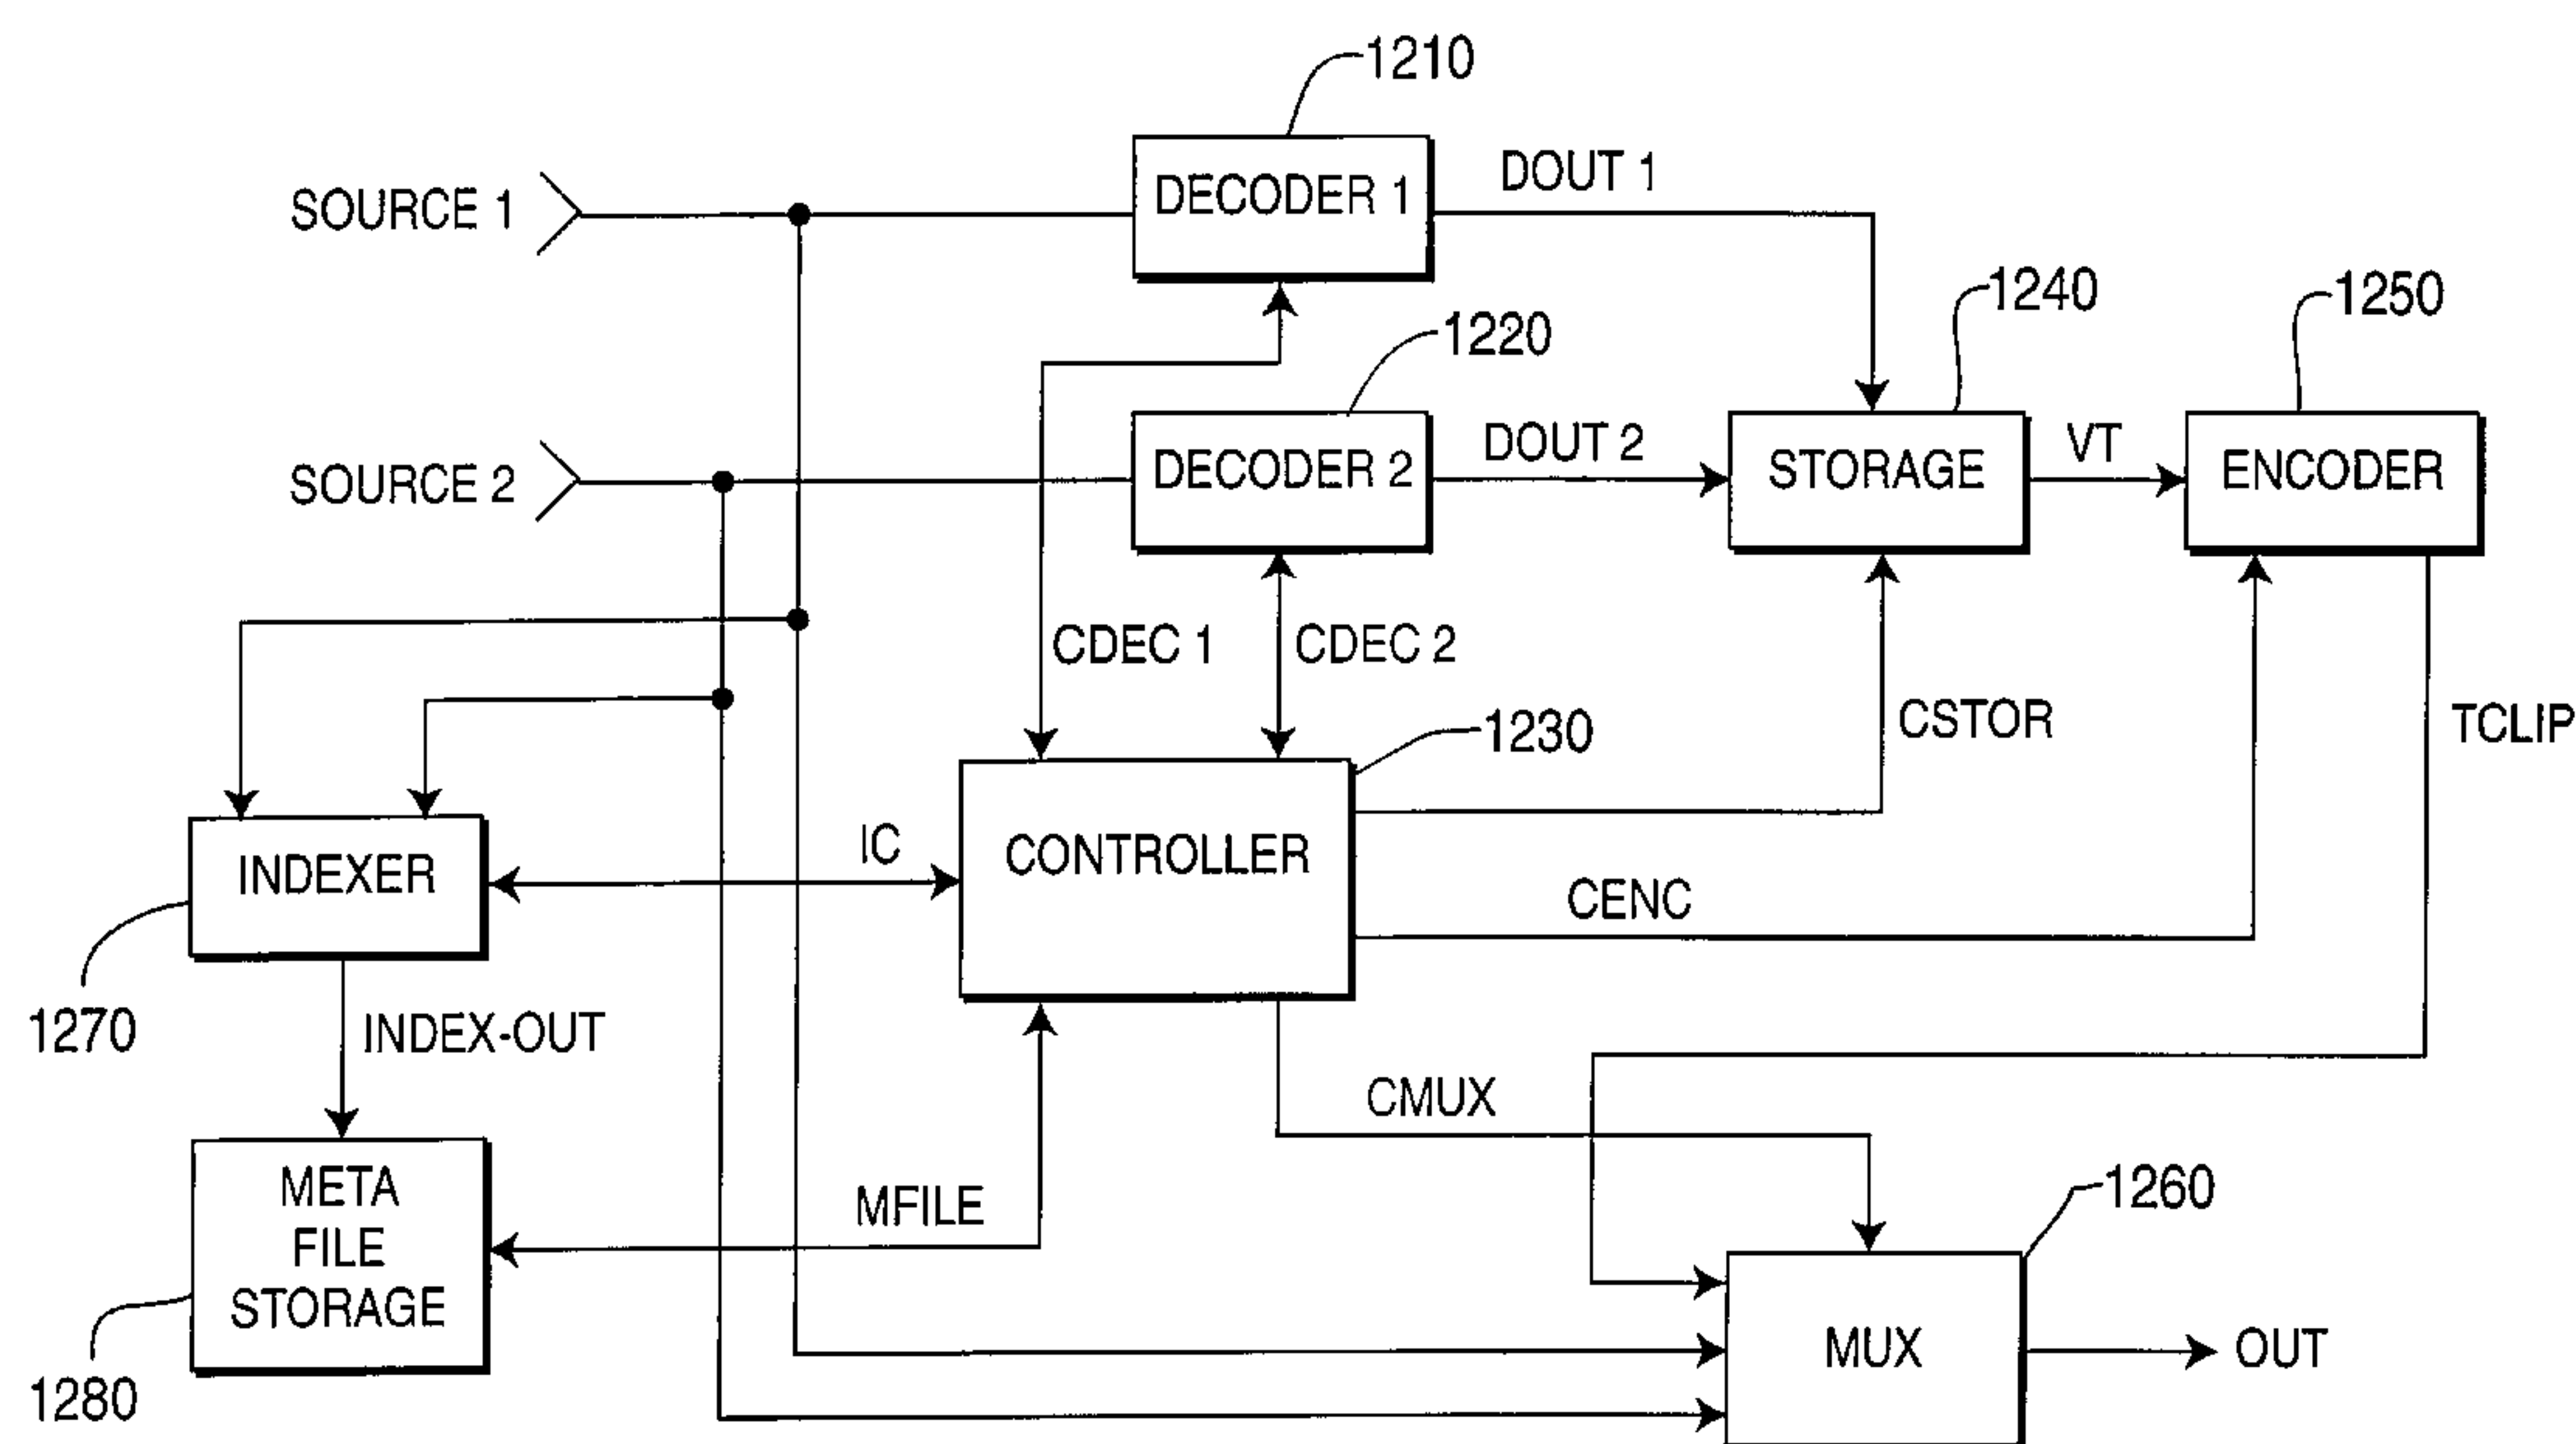 1210
DECODER 1
DOUT 1
SOURCE 1
1240
1250
1220
DECODER 2
DOUT 2
STORAGE
VT
ENCODER
SOURCE 2
CDEC 1
CDEC 2
CSTOR
TCLIP
1230
INDEXER
IC
CONTROLLER
CENC
1270
INDEX-OUT
CMUX
META
FILE
STORAGE
MFILE
1260
MUX
OUT
1280